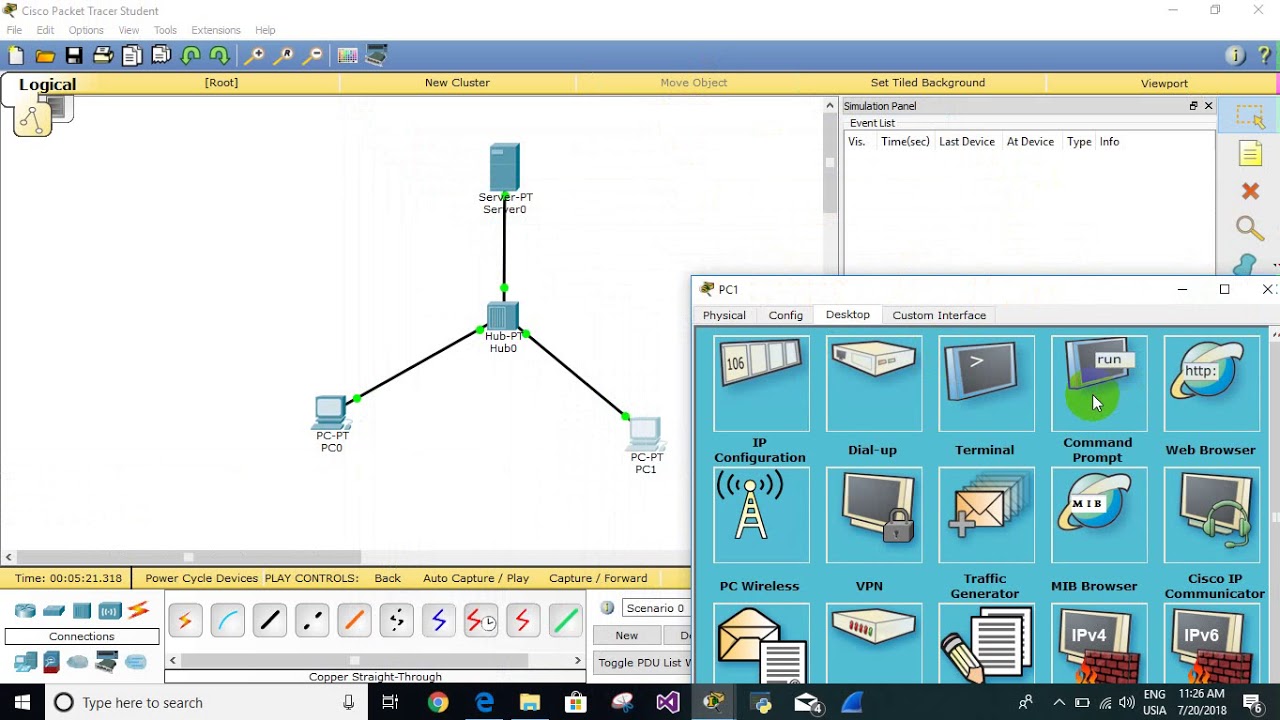 Cisco Packet Tracer Student
File Edit Options View Tools Extensions Help
Logical [Root] New Cluster Move Object Set Tiled Background Viewport
Simulation Panel
Event List
Vis. Time(sec) Last Device At Device Type Info
Server-PT
Server0
Hub-PT
Hub0
PC-PT
PC0
PC-PT
PC1
PC1
Physical Config Desktop Custom Interface
106
>
run
http:
IP Configuration
Dial-up
Terminal
Command Prompt
Web Browser
MIB
PC Wireless
VPN
Traffic Generator
MIB Browser
Cisco IP Communicator
IPv4
IPv6
Time: 00:05:21.318 Power Cycle Devices PLAY CONTROLS: Back Auto Capture / Play Capture / Forward
Connections
Copper Straight-Through
Scenario 0
New
Toggle PDU List W
Type here to search
4
ENG
USIA
11:26 AM
7/20/2018
6